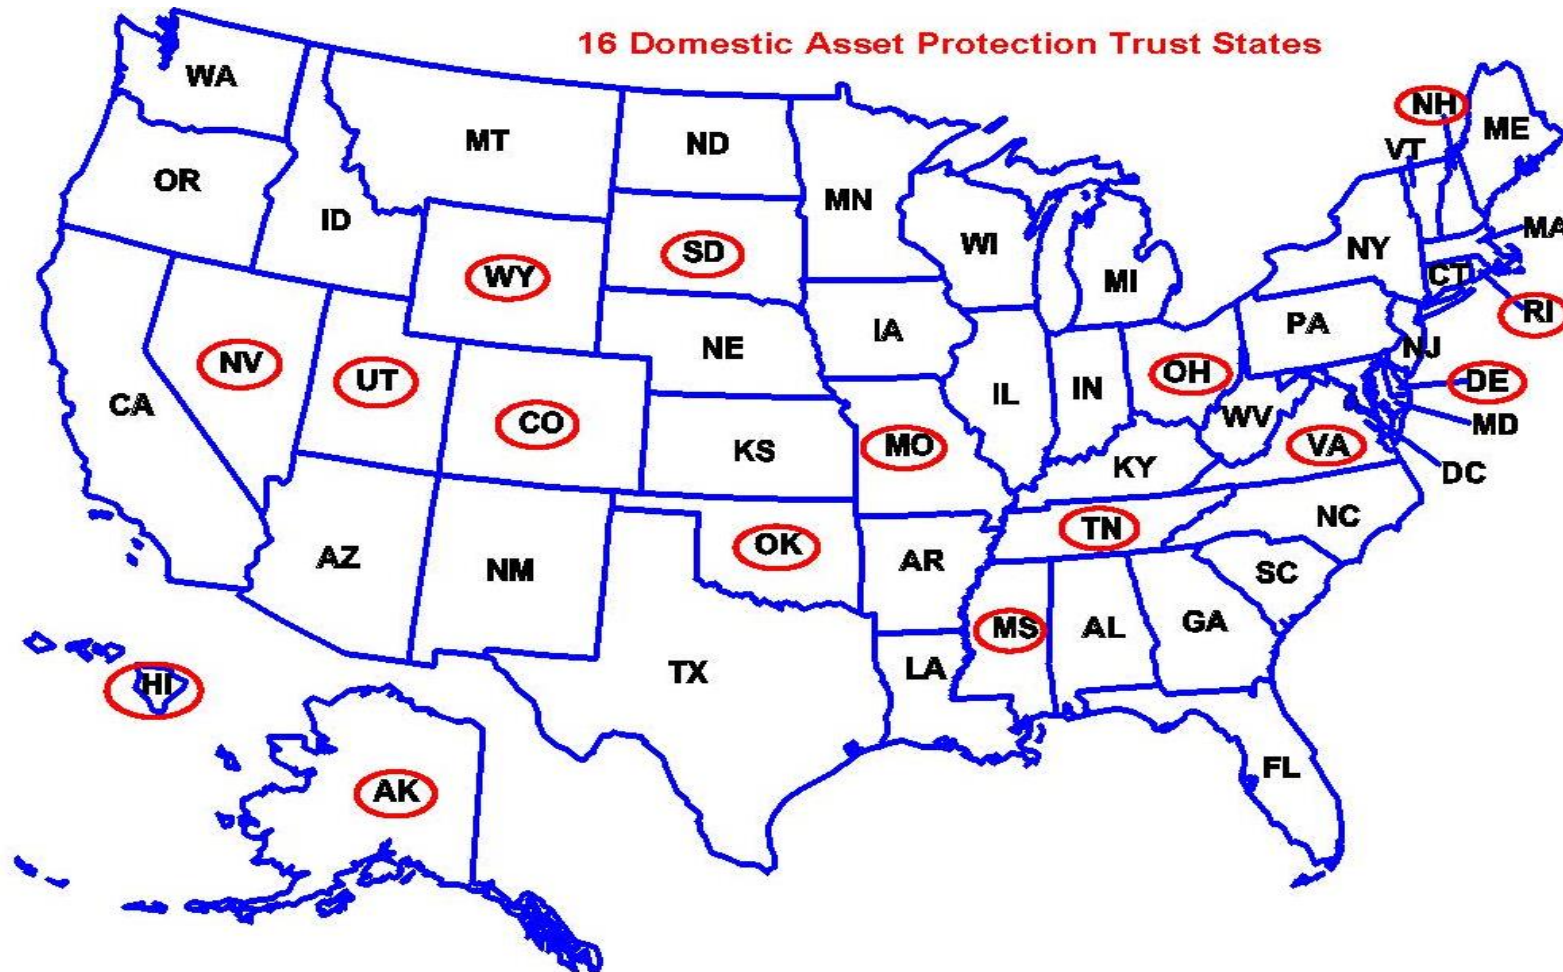 16 Domestic Asset Protection Trust States
WA
NH
ME
MT
ND
VT
OR
MN
ID
SD
WI
NY
MA
WY
MI
CT
RI
IA
PA
NV
NE
NJ
UT
OH
DE
IL
IN
CA
CO
WV
MD
KS
MO
VA
KY
DC
TN
NC
OK
AZ
NM
AR
SC
MS
AL
GA
TX
LA
HI
FL
AK